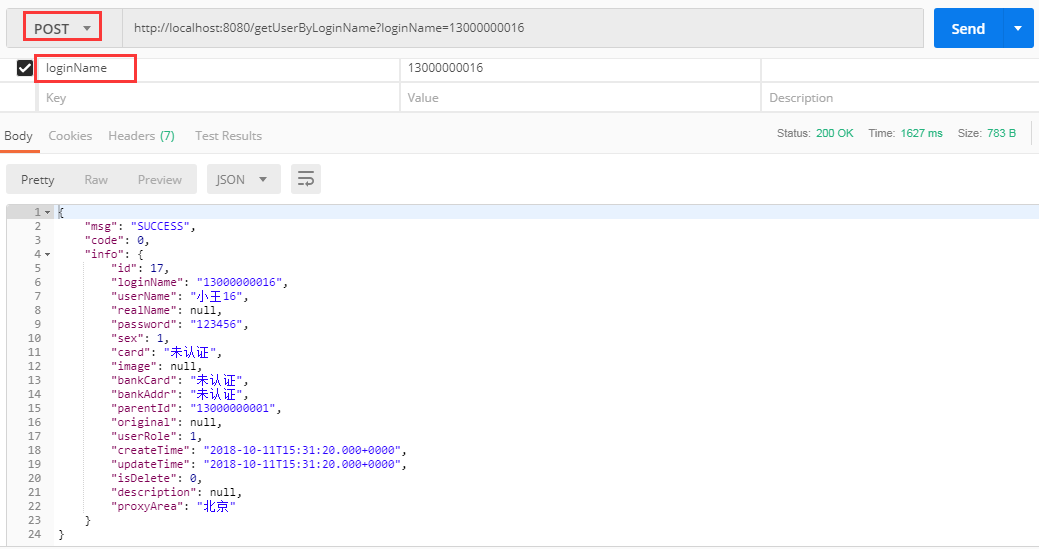 POST http://localhost:8080/getUserByLoginName?loginName=13000000016 Send
loginName 13000000016
Key Value Description
Body Cookies Headers (7) Test Results Status: 200 OK Time: 1627 ms Size: 783 B
Pretty Raw Preview JSON
1 {
2 "msg": "SUCCESS",
3 "code": 0,
4 "info": {
5 "id": 17,
6 "loginName": "13000000016",
7 "userName": "小王16",
8 "realName": null,
9 "password": "123456",
10 "sex": 1,
11 "card": "未认证",
12 "image": null,
13 "bankCard": "未认证",
14 "bankAddr": "未认证",
15 "parentId": "13000000001",
16 "original": null,
17 "userRole": 1,
18 "createTime": "2018-10-11T15:31:20.000+0000",
19 "updateTime": "2018-10-11T15:31:20.000+0000",
20 "isDelete": 0,
21 "description": null,
22 "proxyArea": "北京"
23 }
24 }